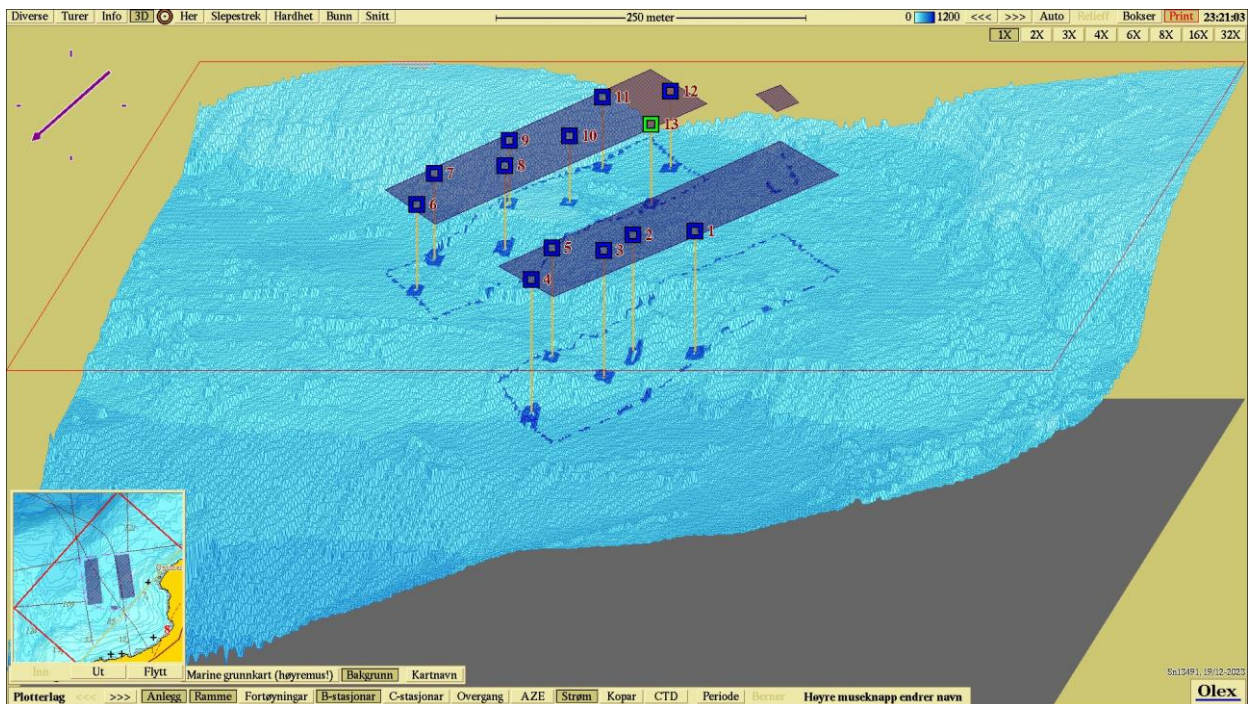 Diverse Turer Info 3D Her Slepestrek Hardhet Bunn Snitt 250 meter 0 1200 <<< >>> Auto Relieff Bokser Print 23:21:03
1X 2X 3X 4X 6X 8X 16X 32X
11 12
13
9 10
7 8
6
5 3 2 1
4
Inn Ut Flytt Marine grunnkart (høyremus!) Bakgrunn Kartnavn
Sn13491, 19/12-2023
Plotterlag <<< >>> Anlegg Ramme Fortøyninger B-stasjonar C-stasjonar Overgang AZE Strøm Kopar CTD Periode Berner Høyre museknapp endrer navn Olex